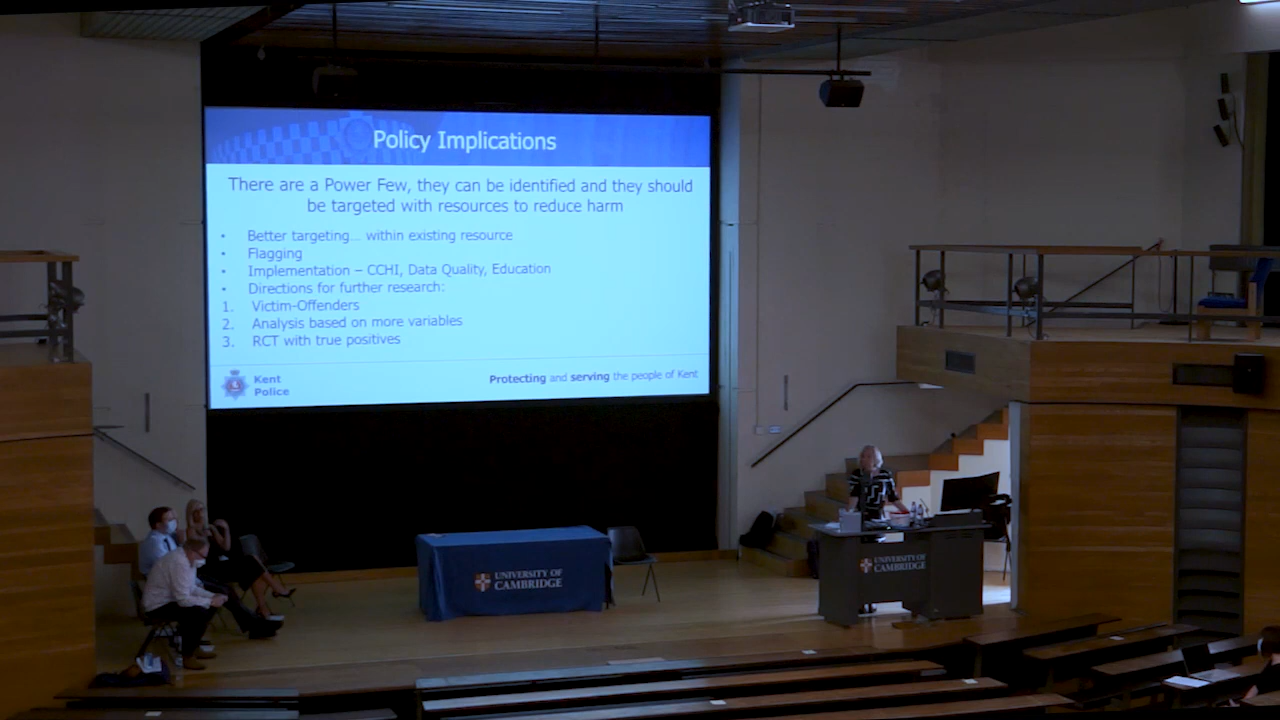 Policy Implications
There are a Power Few, they can be identified and they should
be targeted with resources to reduce harm
• Better targeting... within existing resource
• Flagging
• Implementation – CCHI, Data Quality, Education
• Directions for further research:
1. Victim-Offenders
2. Analysis based on more variables
3. RCT with true positives
Kent
Police
Protecting and serving the people of Kent
UNIVERSITY OF
CAMBRIDGE
UNIVERSITY OF
CAMBRIDGE